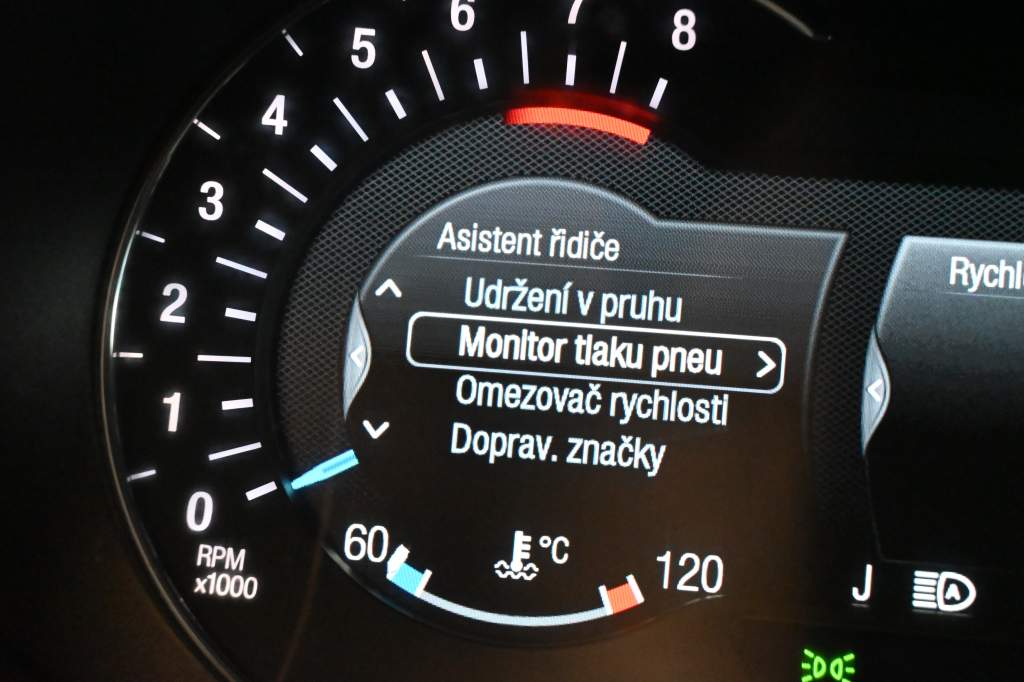 8
7
6
5
4
3
2
1
0
RPM
x1000
Asistent řidiče
Udržení v pruhu
Monitor tlaku pneu
Omezovač rychlosti
Doprav. značky
60
°C
120
J
A